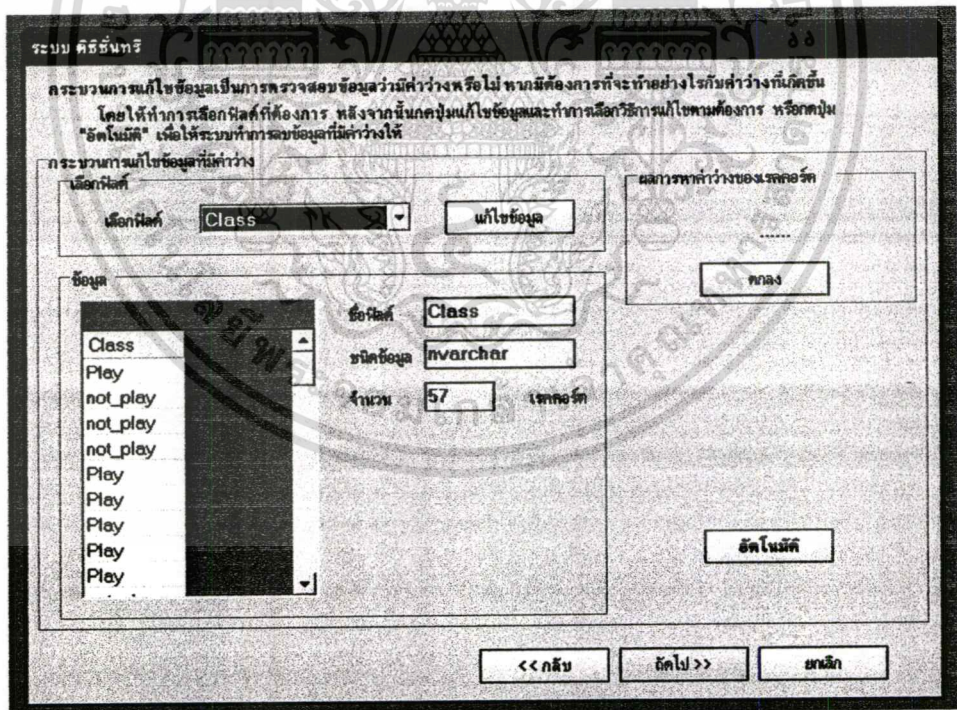 ระบบ ดิธิชั่นทรี
กระบวนการแก้ไขข้อมูลเป็นการตรวจสอบข้อมูลว่ามีค่าว่างหรือไม่ หากมีต้องการที่จะทำอย่างไรกับค่าว่างที่เกิดขึ้น
โดยให้ทำการเลือกฟิลด์ที่ต้องการ หลังจากนั้นกดปุ่มแก้ไขข้อมูลและทำการเลือกวิธีการแก้ไขตามต้องการ หรือกดปุ่ม
"อัตโนมัติ" เพื่อให้ระบบทำการลบข้อมูลที่มีค่าว่างให้
กระบวนการแก้ไขข้อมูลที่มีค่าว่าง
เลือกฟิลด์
เลือกฟิลด์ Class แก้ไขข้อมูล
ผลการหาค่าว่างของเรคคอร์ด
------
ตกลง
ข้อมูล
Class
Play
not_play
not_play
not_play
Play
Play
Play
Play
Play
ชื่อฟิลด์ Class
ชนิดข้อมูล nvarchar
จำนวน 57 เรคคอร์ด
อัตโนมัติ
<< กลับ ถัดไป >> ยกเลิก